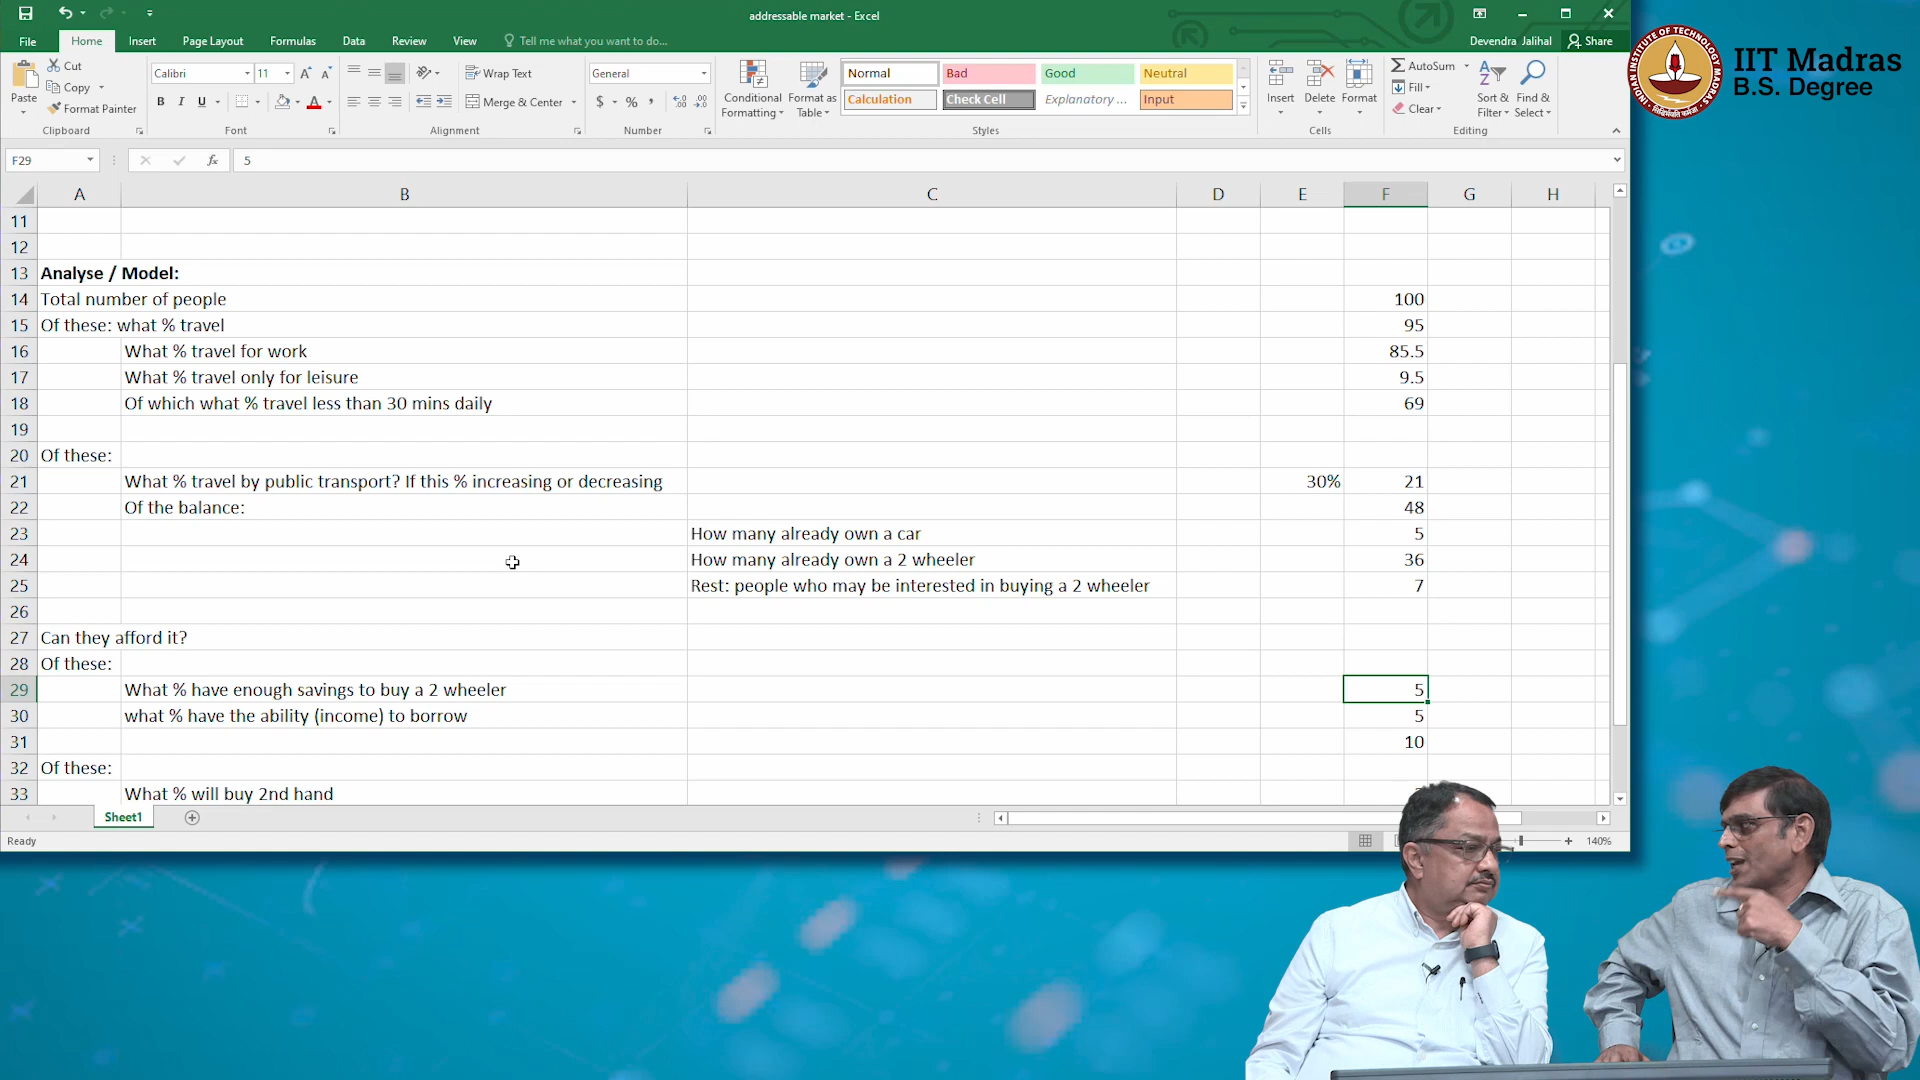 addressable market - Excel
File Home Insert Page Layout Formulas Data Review View Tell me what you want to do... Devendra Jalihal Share
Cut
Copy
Format Painter
Paste
Clipboard
Calibri 11
B I U
Font
Wrap Text
Merge & Center
Alignment
General
$ % ,
Number
Conditional Formatting
Format as Table
Normal Bad Good Neutral
Calculation Check Cell Explanatory ... Input
Styles
Insert Delete Format
Cells
AutoSum
Fill
Clear
Sort & Filter
Find & Select
Editing
IIT Madras
B.S. Degree
F29 fx 5
A B C D E F G H
11
12
13 Analyse / Model:
14 Total number of people 100
15 Of these: what % travel 95
16 What % travel for work 85.5
17 What % travel only for leisure 9.5
18 Of which what % travel less than 30 mins daily 69
19
20 Of these:
21 What % travel by public transport? If this % increasing or decreasing 30% 21
22 Of the balance: 48
23 How many already own a car 5
24 How many already own a 2 wheeler 36
25 Rest: people who may be interested in buying a 2 wheeler 7
26
27 Can they afford it?
28 Of these:
29 What % have enough savings to buy a 2 wheeler 5
30 what % have the ability (income) to borrow 5
31 10
32 Of these:
33 What % will buy 2nd hand
Sheet1
Ready 140%